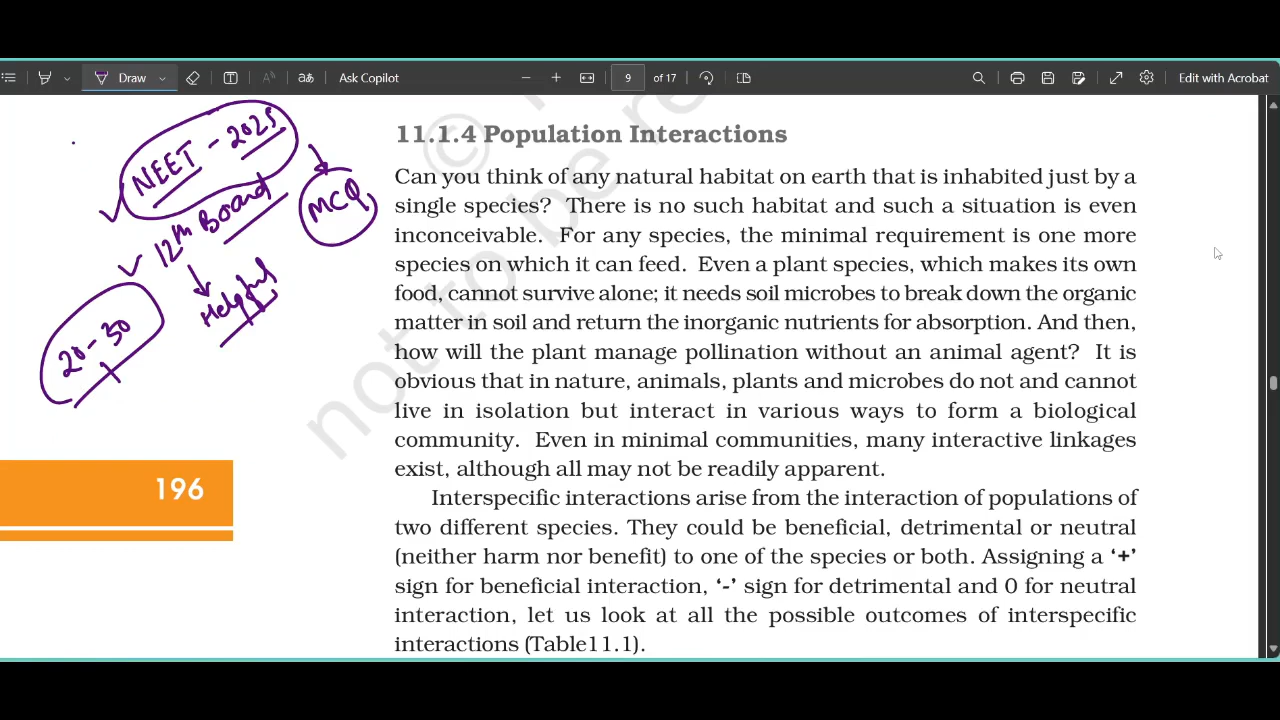 Draw
Ask Copilot
9
of 17
Edit with Acrobat
NEET - 2025
12th Board
MCQ
Helpful
20 - 30
196
11.1.4 Population Interactions
Can you think of any natural habitat on earth that is inhabited just by a
single species? There is no such habitat and such a situation is even
inconceivable. For any species, the minimal requirement is one more
species on which it can feed. Even a plant species, which makes its own
food, cannot survive alone; it needs soil microbes to break down the organic
matter in soil and return the inorganic nutrients for absorption. And then,
how will the plant manage pollination without an animal agent? It is
obvious that in nature, animals, plants and microbes do not and cannot
live in isolation but interact in various ways to form a biological
community. Even in minimal communities, many interactive linkages
exist, although all may not be readily apparent.
Interspecific interactions arise from the interaction of populations of
two different species. They could be beneficial, detrimental or neutral
(neither harm nor benefit) to one of the species or both. Assigning a ‘+’
sign for beneficial interaction, ‘-’ sign for detrimental and 0 for neutral
interaction, let us look at all the possible outcomes of interspecific
interactions (Table11.1).
©
not to be re